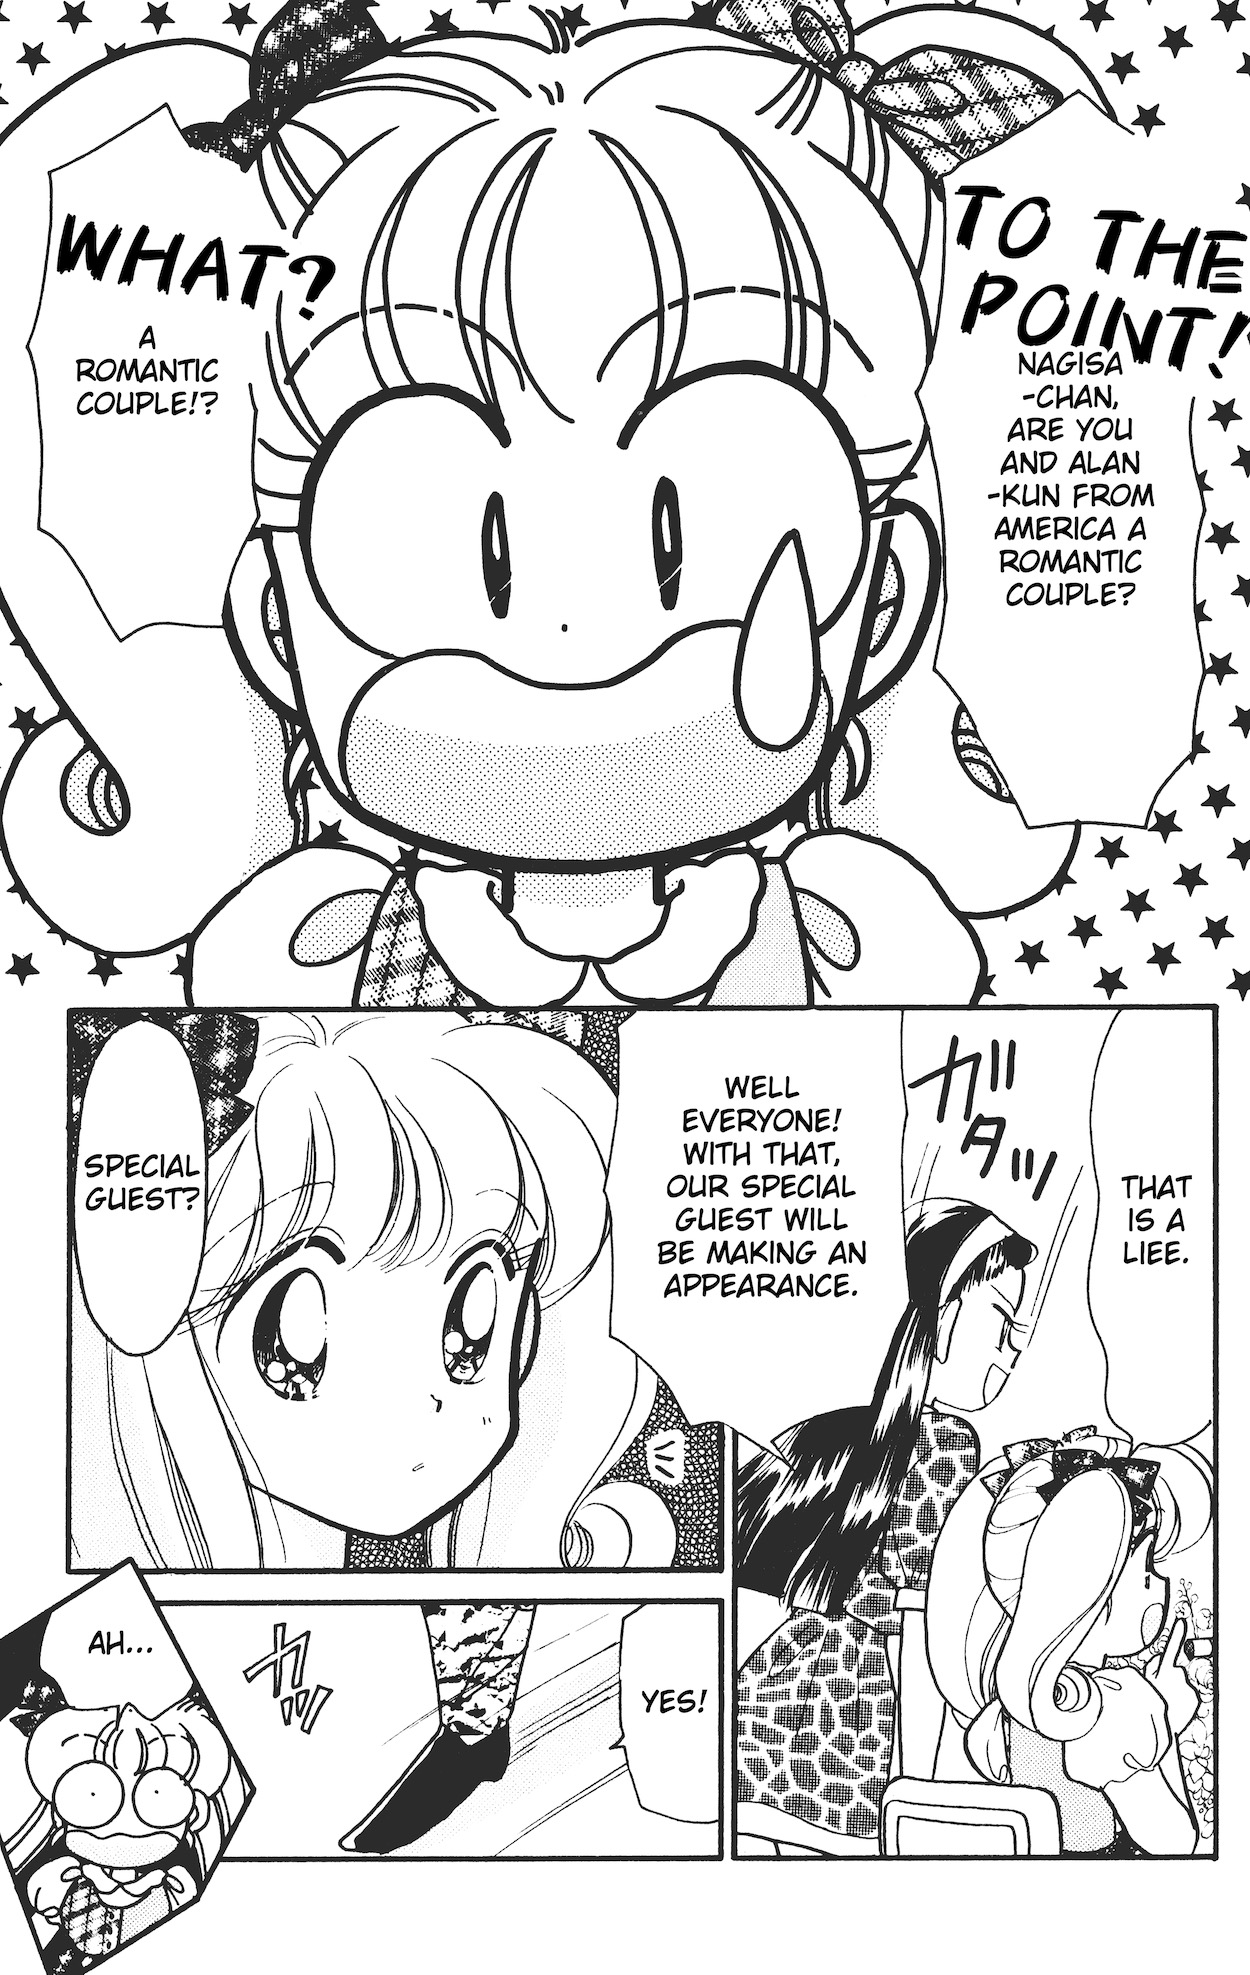 TO THE
POINT!
NAGISA
-CHAN,
ARE YOU
AND ALAN
-KUN FROM
AMERICA A
ROMANTIC
COUPLE?
WHAT?
A
ROMANTIC
COUPLE!?
THAT
IS A
LIEE.
ガ
タッ
WELL
EVERYONE!
WITH THAT,
OUR SPECIAL
GUEST WILL
BE MAKING AN
APPEARANCE.
SPECIAL
GUEST?
YES!
カッ
AH...